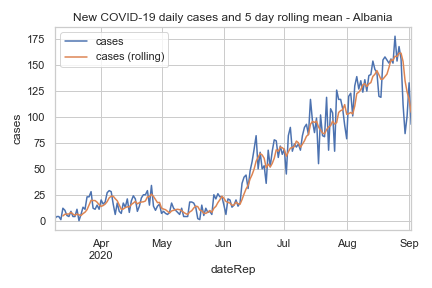 New COVID-19 daily cases and 5 day rolling mean - Albania
cases
cases (rolling)
175
150
125
100
75
50
25
0
cases
Apr
2020
May
Jun
Jul
Aug
Sep
dateRep